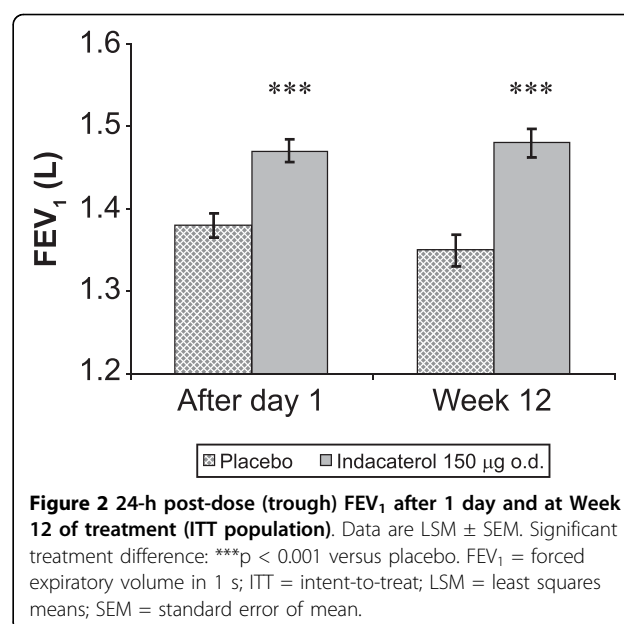 1.6
1.5
1.4
1.3
1.2
FEV₁ (L)
*** ***
After day 1 Week 12
Placebo Indacaterol 150 µg o.d.
Figure 2 24-h post-dose (trough) FEV₁ after 1 day and at Week
12 of treatment (ITT population). Data are LSM ± SEM. Significant
treatment difference: ***p < 0.001 versus placebo. FEV₁ = forced
expiratory volume in 1 s; ITT = intent-to-treat; LSM = least squares
means; SEM = standard error of mean.